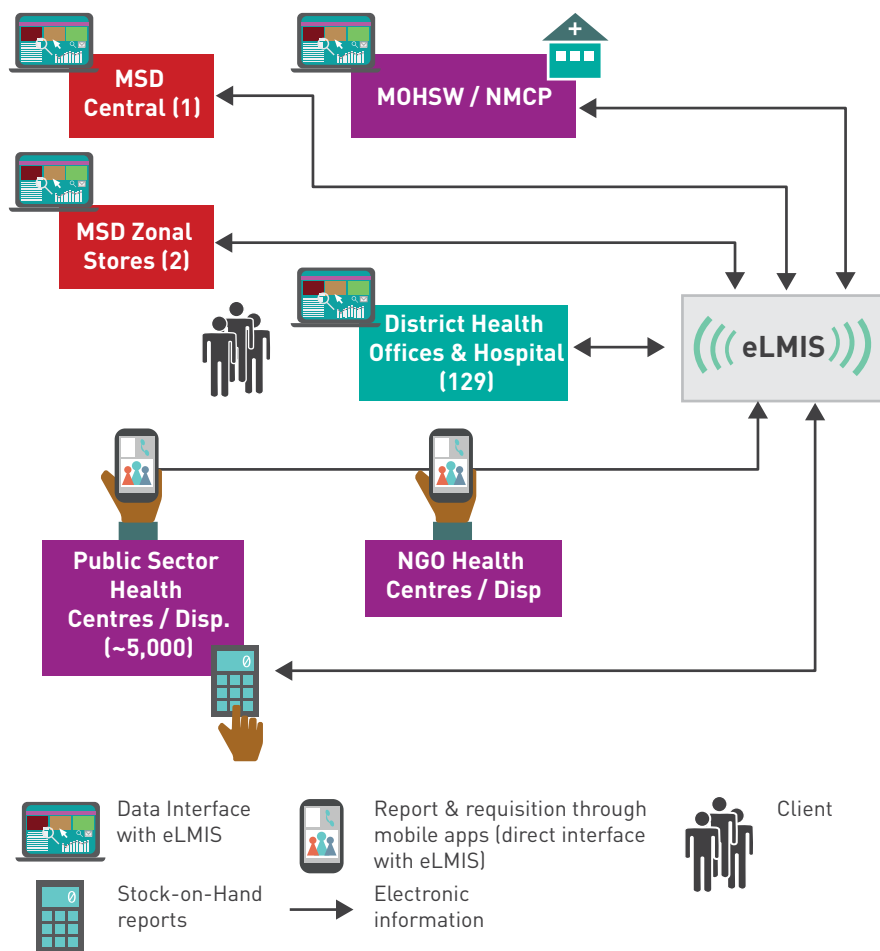 MSD
Central (1)
MOHSW / NMCP
MSD Zonal
Stores (2)
District Health
Offices & Hospital
(129)
eLMIS
Public Sector
Health
Centres / Disp.
(~5,000)
NGO Health
Centres / Disp
0
Data Interface
with eLMIS
Report & requisition through
mobile apps (direct interface
with eLMIS)
Client
0
Stock-on-Hand
reports
Electronic
information